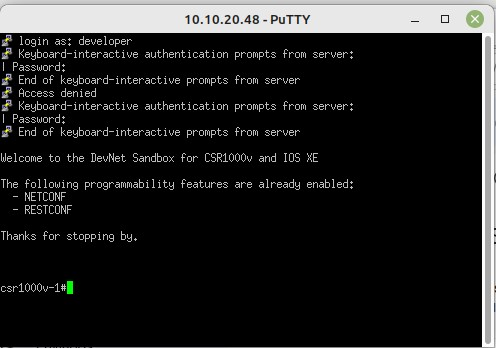 10.10.20.48 - PuTTY
login as: developer
Keyboard-interactive authentication prompts from server:
| Password:
End of keyboard-interactive prompts from server
Access denied
Keyboard-interactive authentication prompts from server:
| Password:
End of keyboard-interactive prompts from server
Welcome to the DevNet Sandbox for CSR1000v and IOS XE
The following programmability features are already enabled:
- NETCONF
- RESTCONF
Thanks for stopping by.
csr1000v-1#